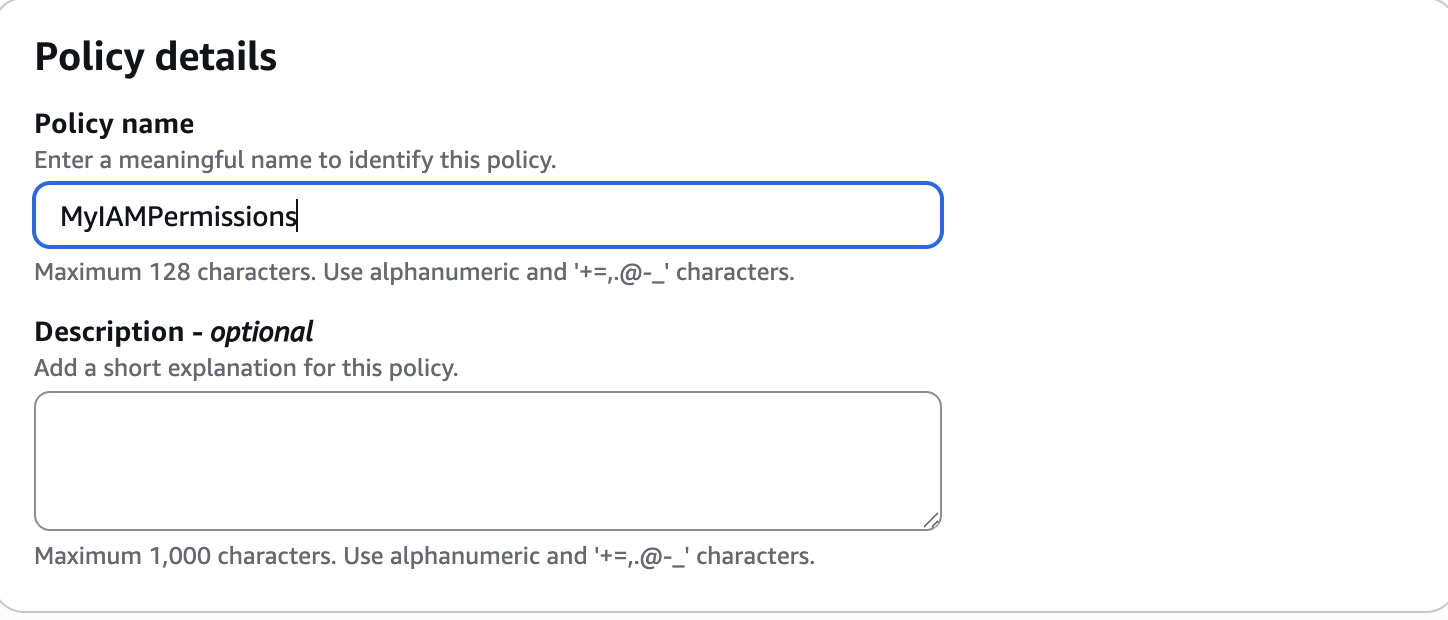 Policy details
Policy name
Enter a meaningful name to identify this policy.
MyIAMPermissions
Maximum 128 characters. Use alphanumeric and '+=,.@-_' characters.
Description - optional
Add a short explanation for this policy.
Maximum 1,000 characters. Use alphanumeric and '+=,.@-_' characters.